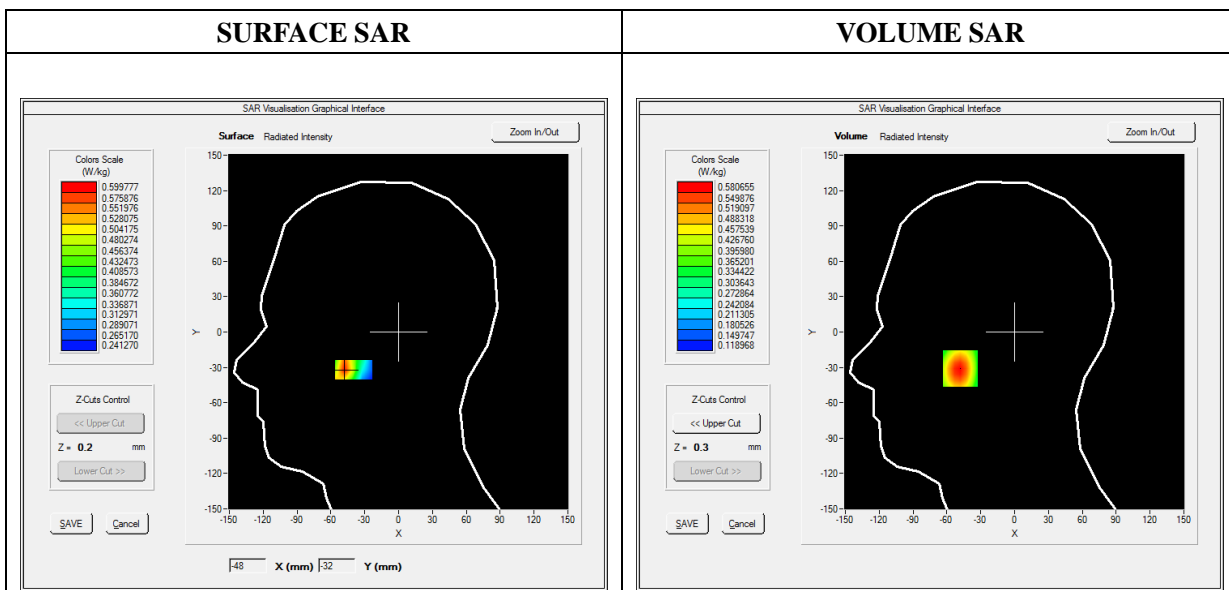 SURFACE SAR
VOLUME SAR
SAR Visualisation Graphical Interface
Surface Radiated Intensity
Zoom In/Out
Colors Scale
(W/kg)
0.599777
0.575876
0.551976
0.528075
0.504175
0.480274
0.456374
0.432473
0.408573
0.384672
0.360772
0.336871
0.312971
0.289071
0.265170
0.241270
Z-Cuts Control
<< Upper Cut
Z = 0.2 mm
Lower Cut >>
SAVE Cancel
150
120
90
60
30
0
-30
-60
-90
-120
-150
Y
-150 -120 -90 -60 -30 0 30 60 90 120 150
X
-48 X (mm) -32 Y (mm)
SAR Visualisation Graphical Interface
Volume Radiated Intensity
Zoom In/Out
Colors Scale
(W/kg)
0.580655
0.549876
0.519097
0.488318
0.457539
0.426760
0.395980
0.365201
0.334422
0.303643
0.272864
0.242084
0.211305
0.180526
0.149747
0.118968
Z-Cuts Control
<< Upper Cut
Z = 0.3 mm
Lower Cut >>
SAVE Cancel
150
120
90
60
30
0
-30
-60
-90
-120
-150
Y
-150 -120 -90 -60 -30 0 30 60 90 120 150
X